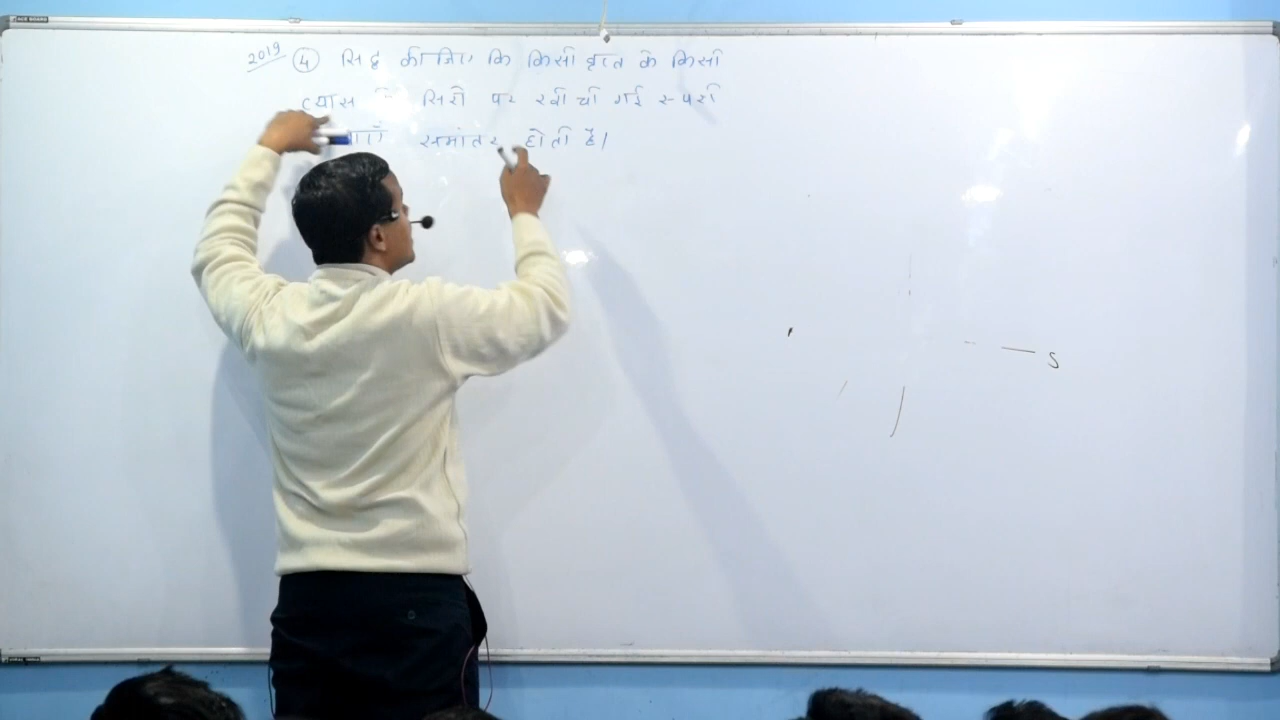 2019 ④ सिद्ध कीजिए कि किसी वृत्त के किसी
व्यास सिरों पर खींची गई स्पर्श
समांतर होती है।
S